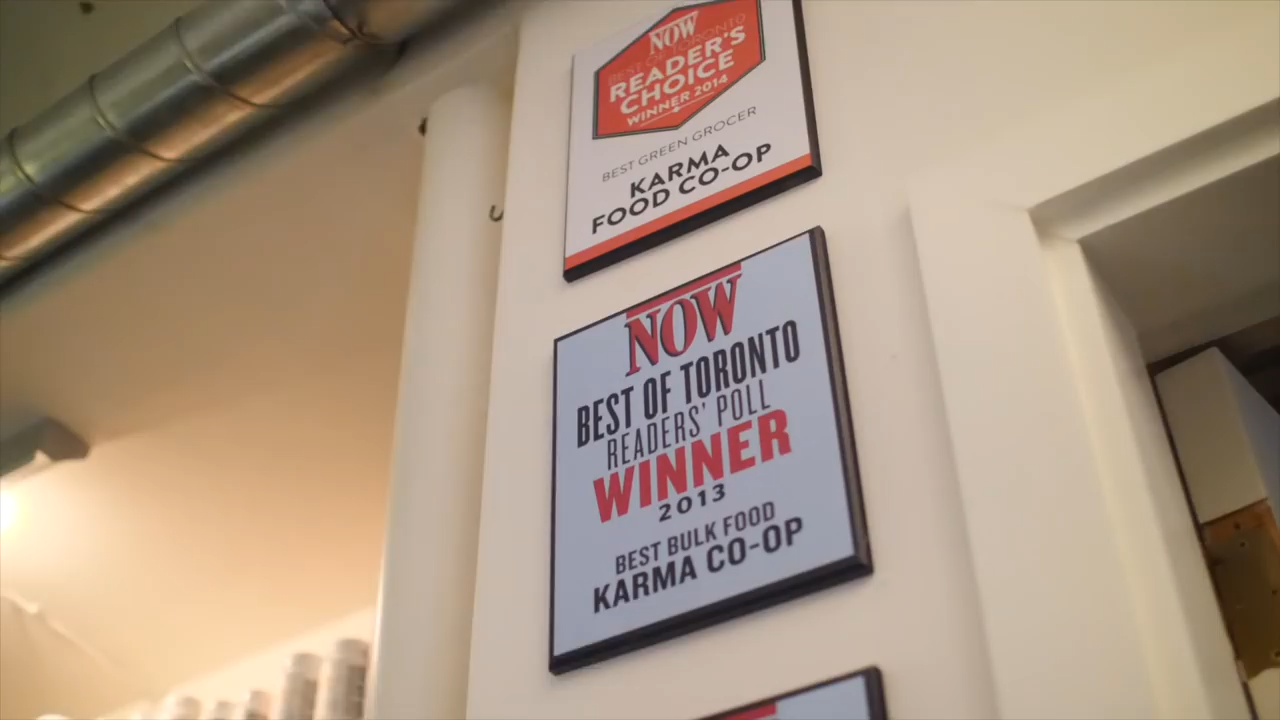 NOW
BEST OF TORONTO
READER'S
CHOICE
WINNER 2014
BEST GREEN GROCER
KARMA
FOOD CO-OP
NOW
BEST OF TORONTO
READERS' POLL
WINNER
2013
BEST BULK FOOD
KARMA CO-OP